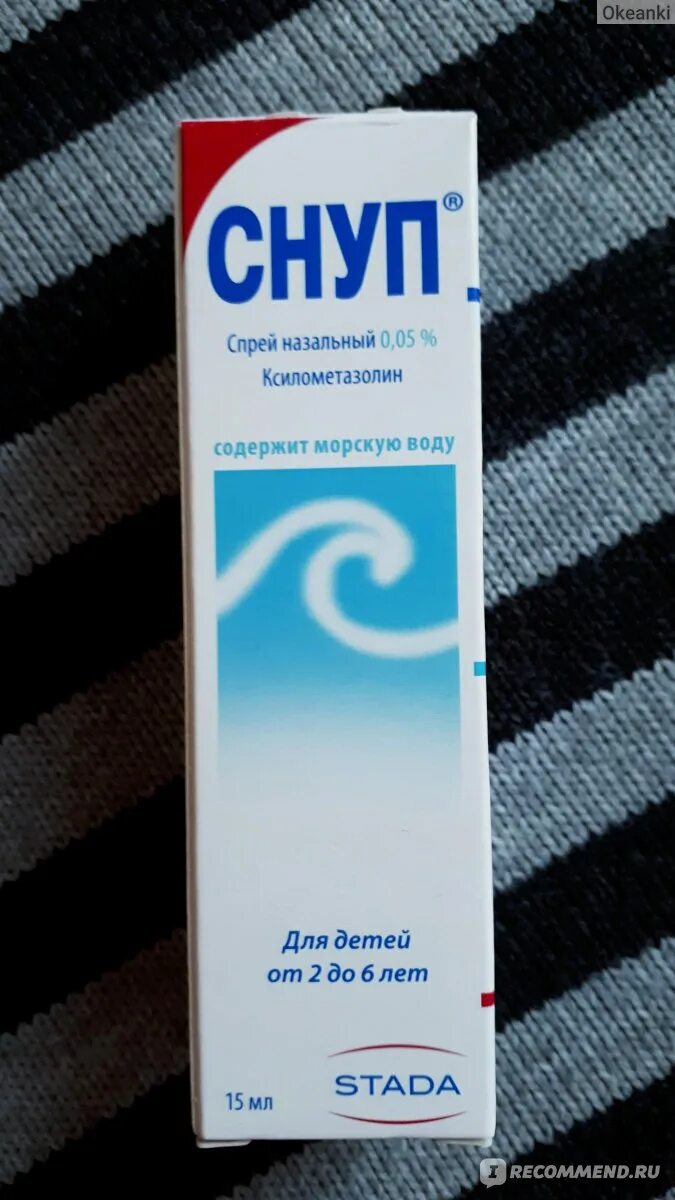 Okeanki
СНУП®
Спрей назальный 0,05 %
Ксилометазолин
содержит морскую воду
Для детей
от 2 до 6 лет
15 мл
STADA
IRECOMMEND.RU